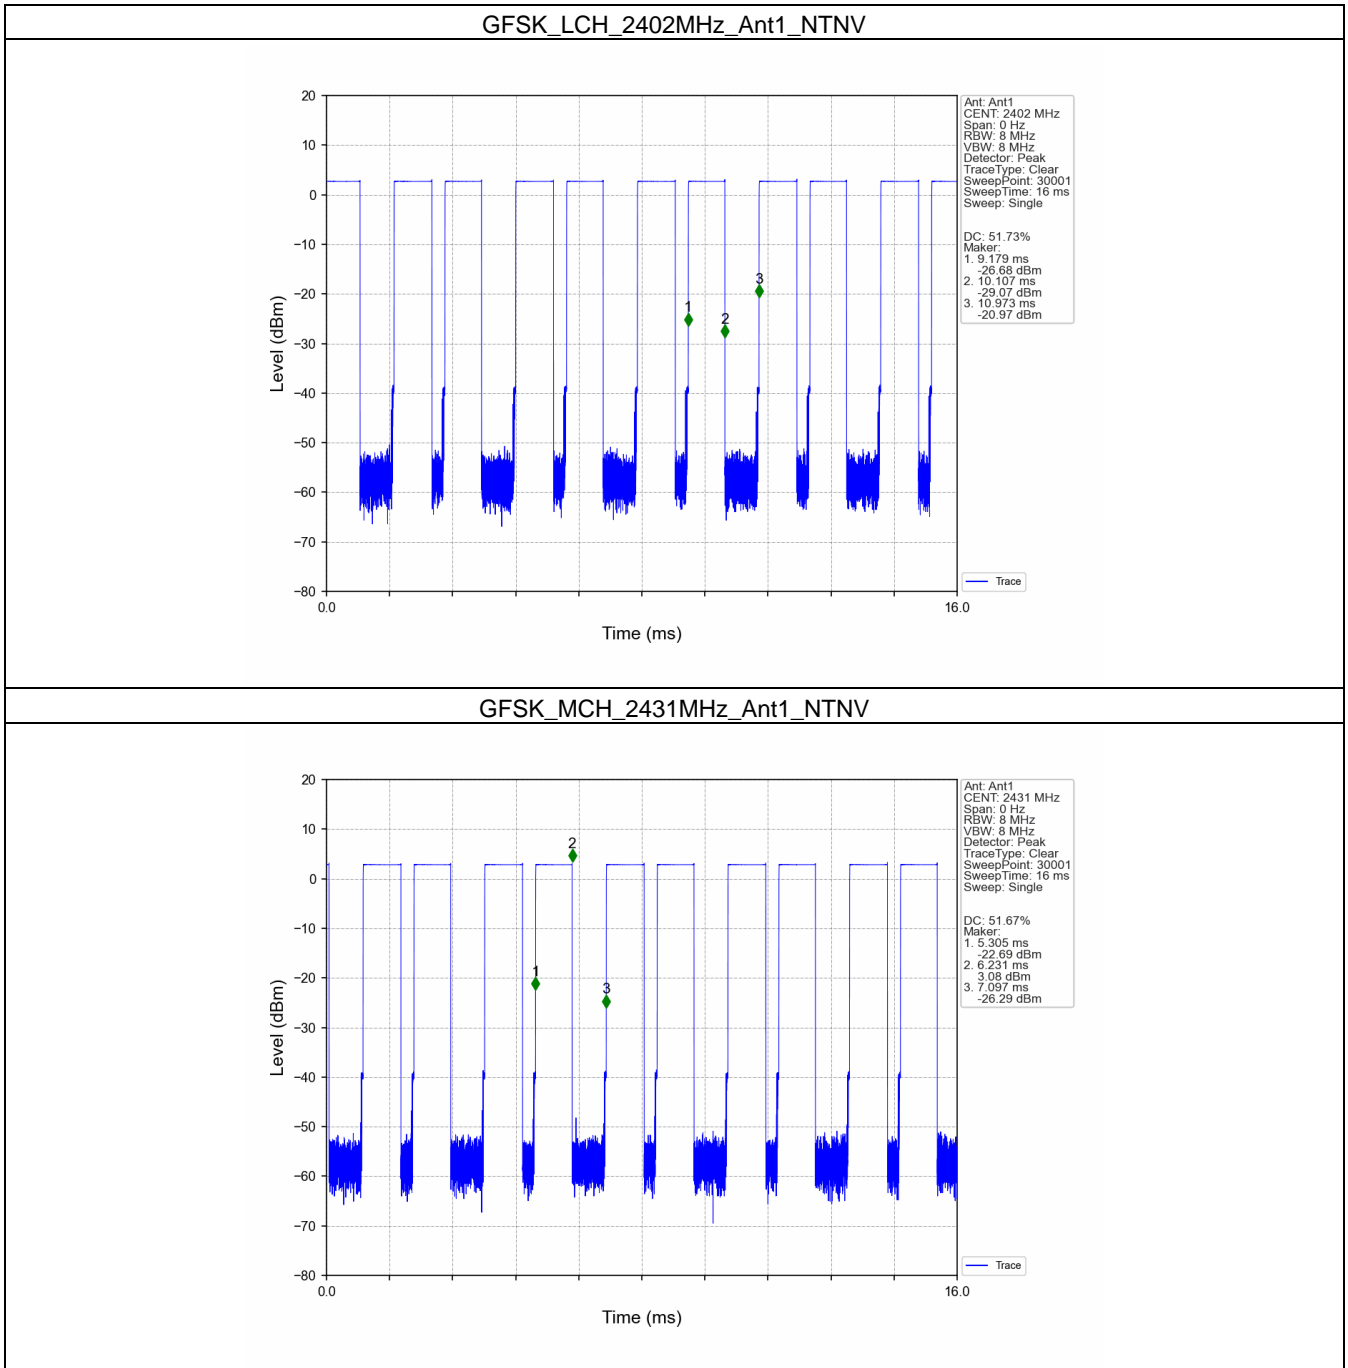 GFSK_LCH_2402MHz_Ant1_NTNV
20
10
0
−10
−20
−30
−40
−50
−60
−70
−80
Level (dBm)
0.0
16.0
Time (ms)
1
2
3
Ant: Ant1
CENT: 2402 MHz
Span: 0 Hz
RBW: 8 MHz
VBW: 8 MHz
Detector: Peak
TraceType: Clear
SweepPoint: 30001
SweepTime: 16 ms
Sweep: Single
DC: 51.73%
Maker:
1. 9.179 ms
-26.68 dBm
2. 10.107 ms
-29.07 dBm
3. 10.973 ms
-20.97 dBm
Trace
GFSK_MCH_2431MHz_Ant1_NTNV
20
10
0
−10
−20
−30
−40
−50
−60
−70
−80
Level (dBm)
0.0
16.0
Time (ms)
1
2
3
Ant: Ant1
CENT: 2431 MHz
Span: 0 Hz
RBW: 8 MHz
VBW: 8 MHz
Detector: Peak
TraceType: Clear
SweepPoint: 30001
SweepTime: 16 ms
Sweep: Single
DC: 51.67%
Maker:
1. 5.305 ms
-22.69 dBm
2. 6.231 ms
3.08 dBm
3. 7.097 ms
-26.29 dBm
Trace